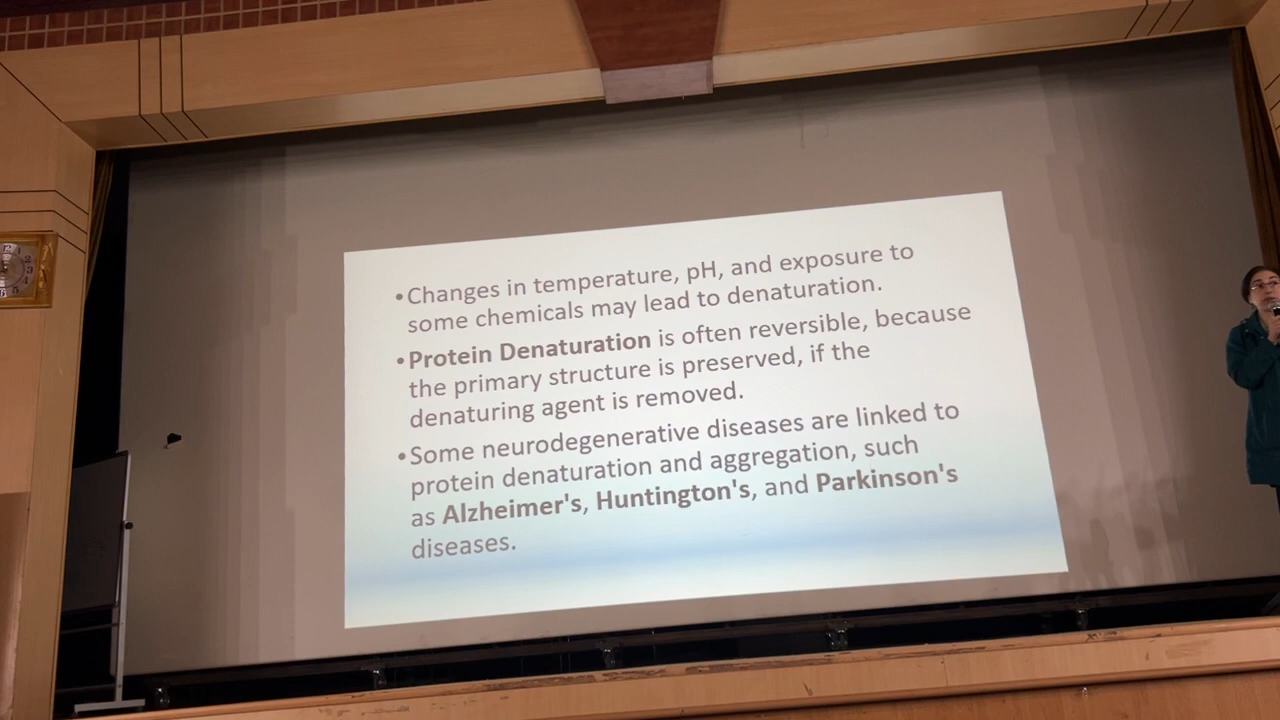 • Changes in temperature, pH, and exposure to
some chemicals may lead to denaturation.
• Protein Denaturation is often reversible, because
the primary structure is preserved, if the
denaturing agent is removed.
• Some neurodegenerative diseases are linked to
protein denaturation and aggregation, such
as Alzheimer's, Huntington's, and Parkinson's
diseases.